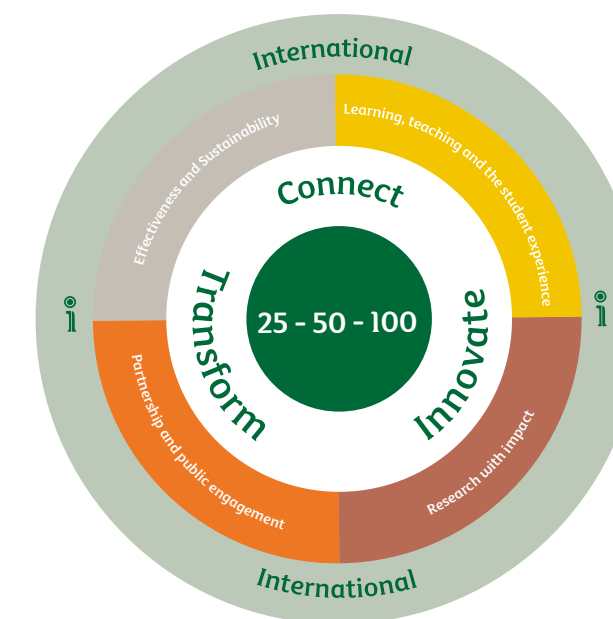 International
Effectiveness and Sustainability
Learning, teaching and the student experience
Connect
Transform
Innovate
25 - 50 - 100
i
i
Partnership and public engagement
Research with impact
International